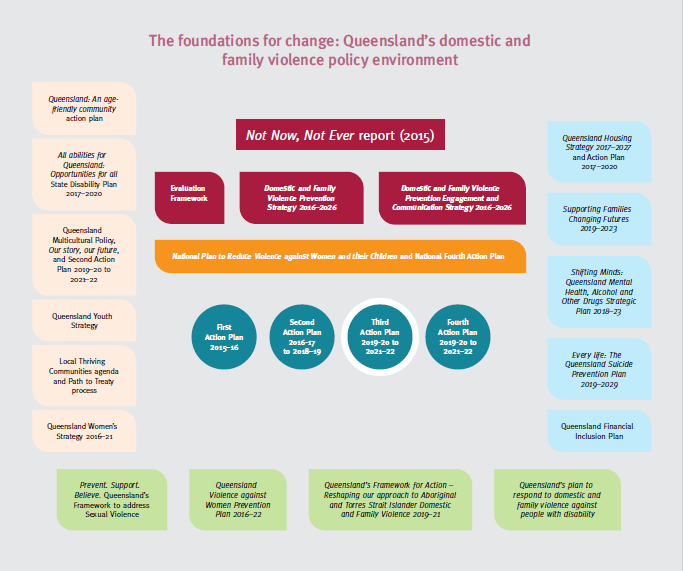 The foundations for change: Queensland's domestic and
family violence policy environment
Queensland: An age-
friendly community
action plan
All abilities for
Queensland:
Opportunities for all
State Disability Plan
2017–2020
Queensland
Multicultural Policy,
Our story, our future,
and Second Action
Plan 2019–20 to
2021–22
Queensland Youth
Strategy
Local Thriving
Communities agenda
and Path to Treaty
process
Queensland Women's
Strategy 2016–21
Not Now, Not Ever report (2015)
Evaluation
Framework
Domestic and Family
Violence Prevention
Strategy 2016–2026
Domestic and Family Violence
Prevention Engagement and
Communication Strategy 2016–2026
National Plan to Reduce Violence against Women and their Children and National Fourth Action Plan
First
Action Plan
2015–16
Second
Action Plan
2016-17
to 2018–19
Third
Action Plan
2019-20 to
2021–22
Fourth
Action Plan
2019-20 to
2021–22
Queensland Housing
Strategy 2017–2027
and Action Plan
2017–2020
Supporting Families
Changing Futures
2019–2023
Shifting Minds:
Queensland Mental
Health, Alcohol and
Other Drugs Strategic
Plan 2018–23
Every life: The
Queensland Suicide
Prevention Plan
2019–2029
Queensland Financial
Inclusion Plan
Prevent. Support.
Believe. Queensland's
Framework to address
Sexual Violence
Queensland
Violence against
Women Prevention
Plan 2016–22
Queensland's Framework for Action –
Reshaping our approach to Aboriginal
and Torres Strait Islander Domestic
and Family Violence 2019–21
Queensland's plan to
respond to domestic and
family violence against
people with disability